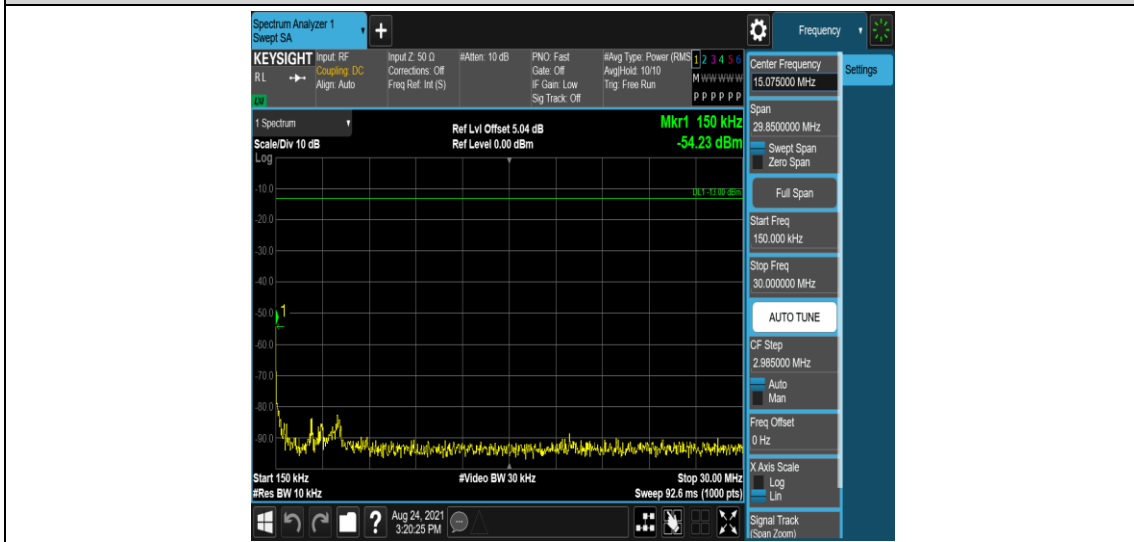 Spectrum Analyzer 1
Swept SA
+
Frequency
KEYSIGHT
RL
Input: RF
Coupling: DC
Align: Auto
Input Z: 50 Ω
Corrections: Off
Freq Ref: Int (S)
#Atten: 10 dB
PNO: Fast
Gate: Off
IF Gain: Low
Sig Track: Off
#Avg Type: Power (RMS
Avg|Hold: 10/10
Trig: Free Run
1 2 3 4 5 6
M W W W W W
P P P P P P
1 Spectrum
Scale/Div 10 dB
Ref Lvl Offset 5.04 dB
Ref Level 0.00 dBm
Mkr1 150 kHz
-54.23 dBm
Log
DL1 -13.00 dBm
-10.0
-20.0
-30.0
-40.0
-50.0
1
-60.0
-70.0
-80.0
-90.0
Start 150 kHz
#Video BW 30 kHz
Stop 30.00 MHz
#Res BW 10 kHz
Sweep 92.6 ms (1000 pts)
?
Aug 24, 2021
3:20:25 PM
Center Frequency
15.075000 MHz
Settings
Span
29.8500000 MHz
Swept Span
Zero Span
Full Span
Start Freq
150.000 kHz
Stop Freq
30.000000 MHz
AUTO TUNE
CF Step
2.985000 MHz
Auto
Man
Freq Offset
0 Hz
X Axis Scale
Log
Lin
Signal Track
(Span Zoom)